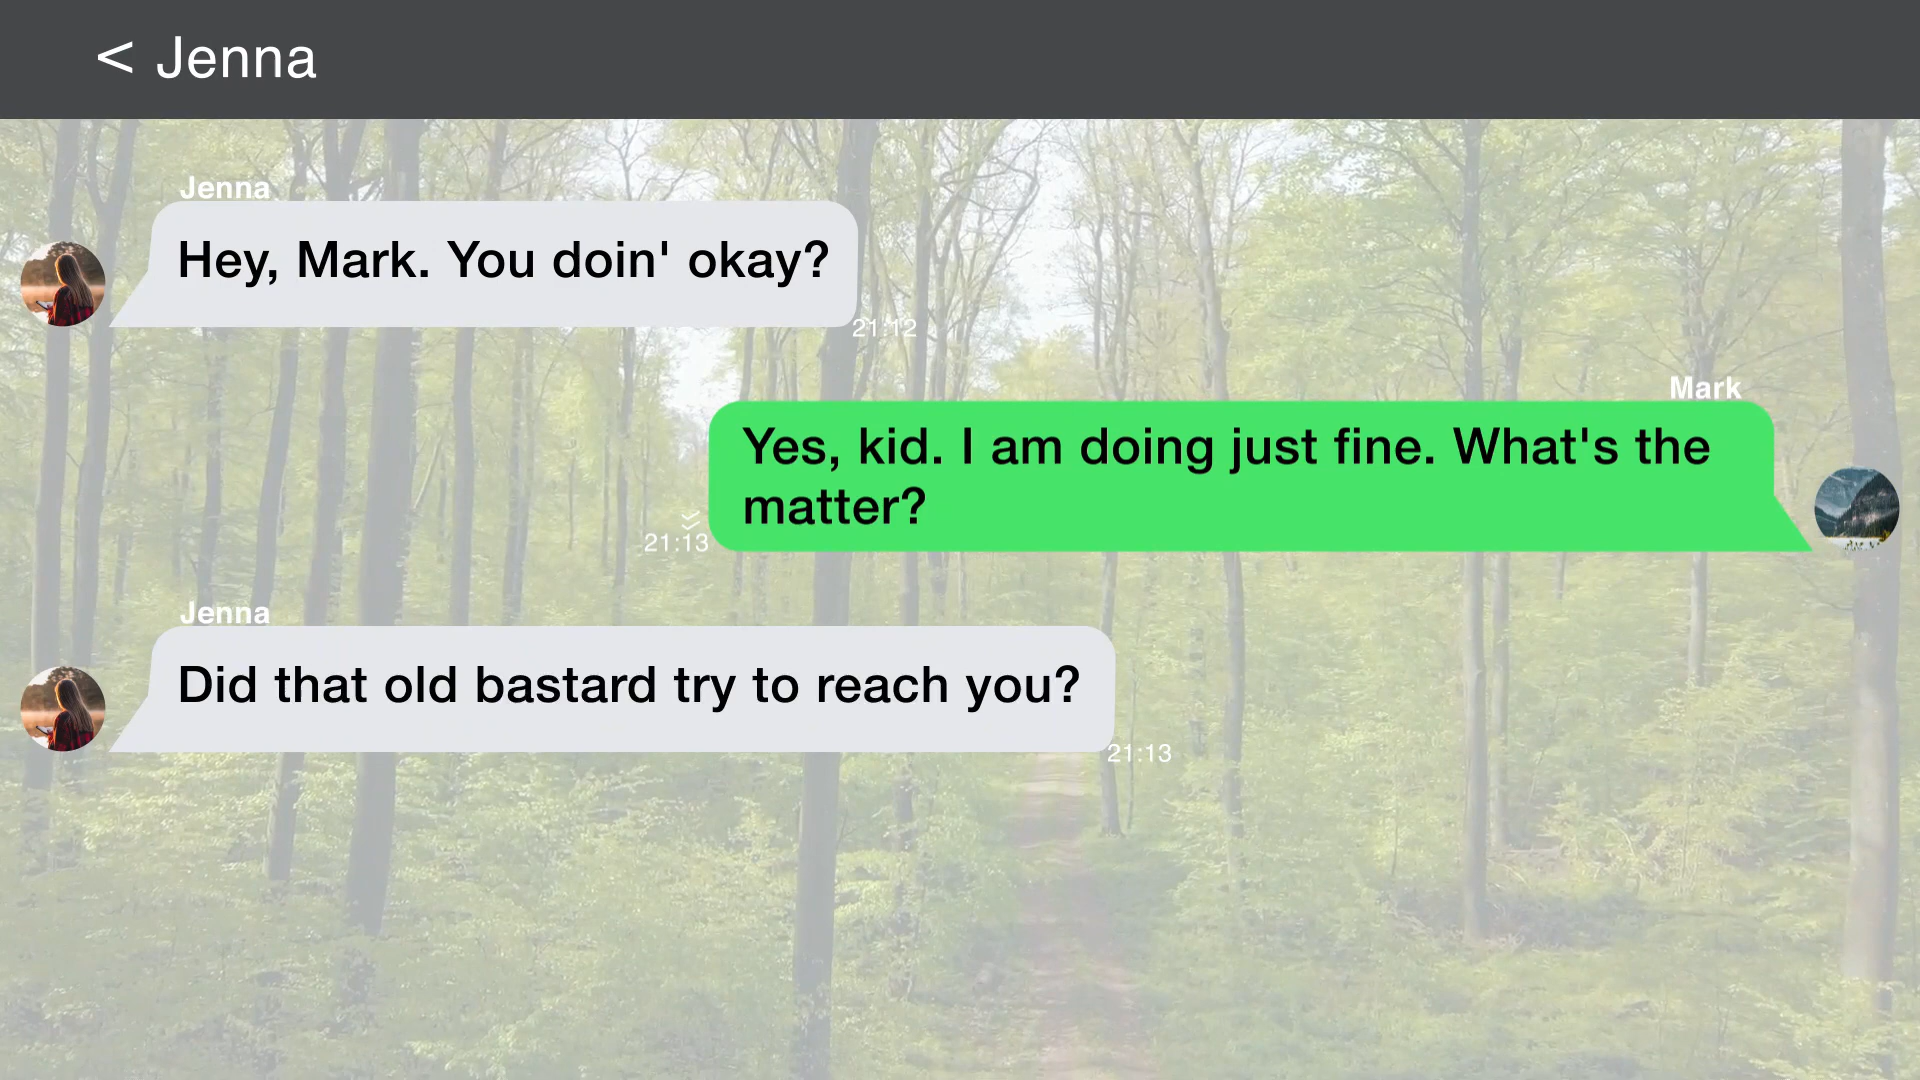 < Jenna
Jenna
Hey, Mark. You doin' okay?
21:12
Mark
Yes, kid. I am doing just fine. What's the
matter?
21:13
Jenna
Did that old bastard try to reach you?
21:13